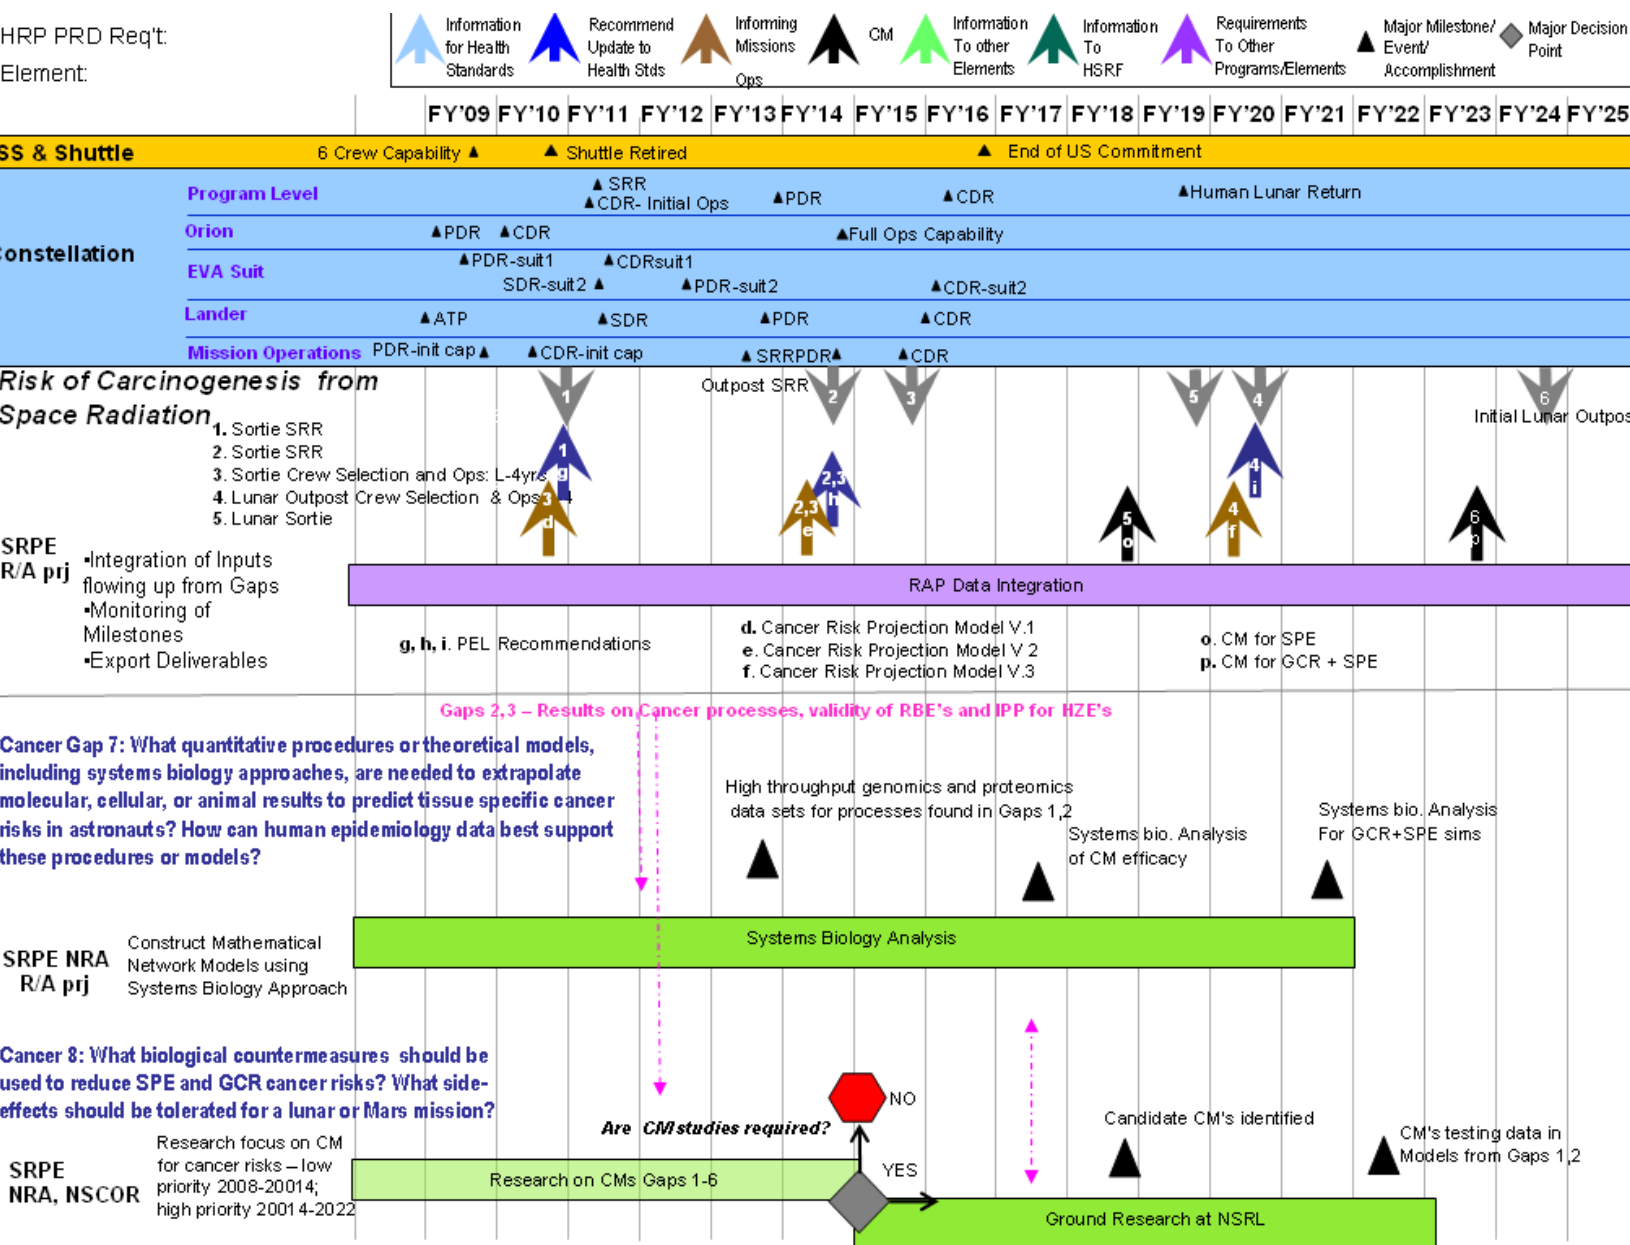 HRP PRD Req't:
Element:
Information
for Health
Standards
Recommend
Update to
Health Stds
Informing
Missions
Ops
CM
Information
To other
Elements
Information
To
HSRF
Requirements
To Other
Programs/Elements
Major Milestone/
Event/
Accomplishment
Major Decision
Point
FY'09 FY'10 FY'11 FY'12 FY'13 FY'14 FY'15 FY'16 FY'17 FY'18 FY'19 FY'20 FY'21 FY'22 FY'23 FY'24 FY'25
SS & Shuttle 6 Crew Capability Shuttle Retired End of US Commitment
onstellation
Program Level SRR
CDR- Initial Ops PDR CDR Human Lunar Return
Orion PDR CDR Full Ops Capability
EVA Suit PDR-suit1 CDRsuit1
SDR-suit2 PDR-suit2 CDR-suit2
Lander ATP SDR PDR CDR
Mission Operations PDR-init cap CDR-init cap SRRPDR CDR
Risk of Carcinogenesis from
Space Radiation
Outpost SRR
1 2 3 5 4 6
Initial Lunar Outpos
1. Sortie SRR
2. Sortie SRR
3. Sortie Crew Selection and Ops: L-4yrs
4. Lunar Outpost Crew Selection & Ops 4
5. Lunar Sortie
1
g
3
d
2,3
h
2,3
e
5
o
4
i
4
f
6
p
SRPE
R/A prj
▪Integration of Inputs
flowing up from Gaps
▪Monitoring of
Milestones
▪Export Deliverables
RAP Data Integration
g, h, i. PEL Recommendations
d. Cancer Risk Projection Model V.1
e. Cancer Risk Projection Model V 2
f. Cancer Risk Projection Model V.3
o. CM for SPE
p. CM for GCR + SPE
Gaps 2,3 – Results on Cancer processes, validity of RBE's and IPP for HZE's
Cancer Gap 7: What quantitative procedures or theoretical models,
including systems biology approaches, are needed to extrapolate
molecular, cellular, or animal results to predict tissue specific cancer
risks in astronauts? How can human epidemiology data best support
these procedures or models?
High throughput genomics and proteomics
data sets for processes found in Gaps 1,2
Systems bio. Analysis
of CM efficacy
Systems bio. Analysis
For GCR+SPE sims
SRPE NRA
R/A prj
Construct Mathematical
Network Models using
Systems Biology Approach
Systems Biology Analysis
Cancer 8: What biological countermeasures should be
used to reduce SPE and GCR cancer risks? What side-
effects should be tolerated for a lunar or Mars mission?
SRPE
NRA, NSCOR
Research focus on CM
for cancer risks – low
priority 2008-20014;
high priority 20014-2022
Are CM studies required?
NO
YES
Research on CMs Gaps 1-6
Candidate CM's identified
CM's testing data in
Models from Gaps 1,2
Ground Research at NSRL